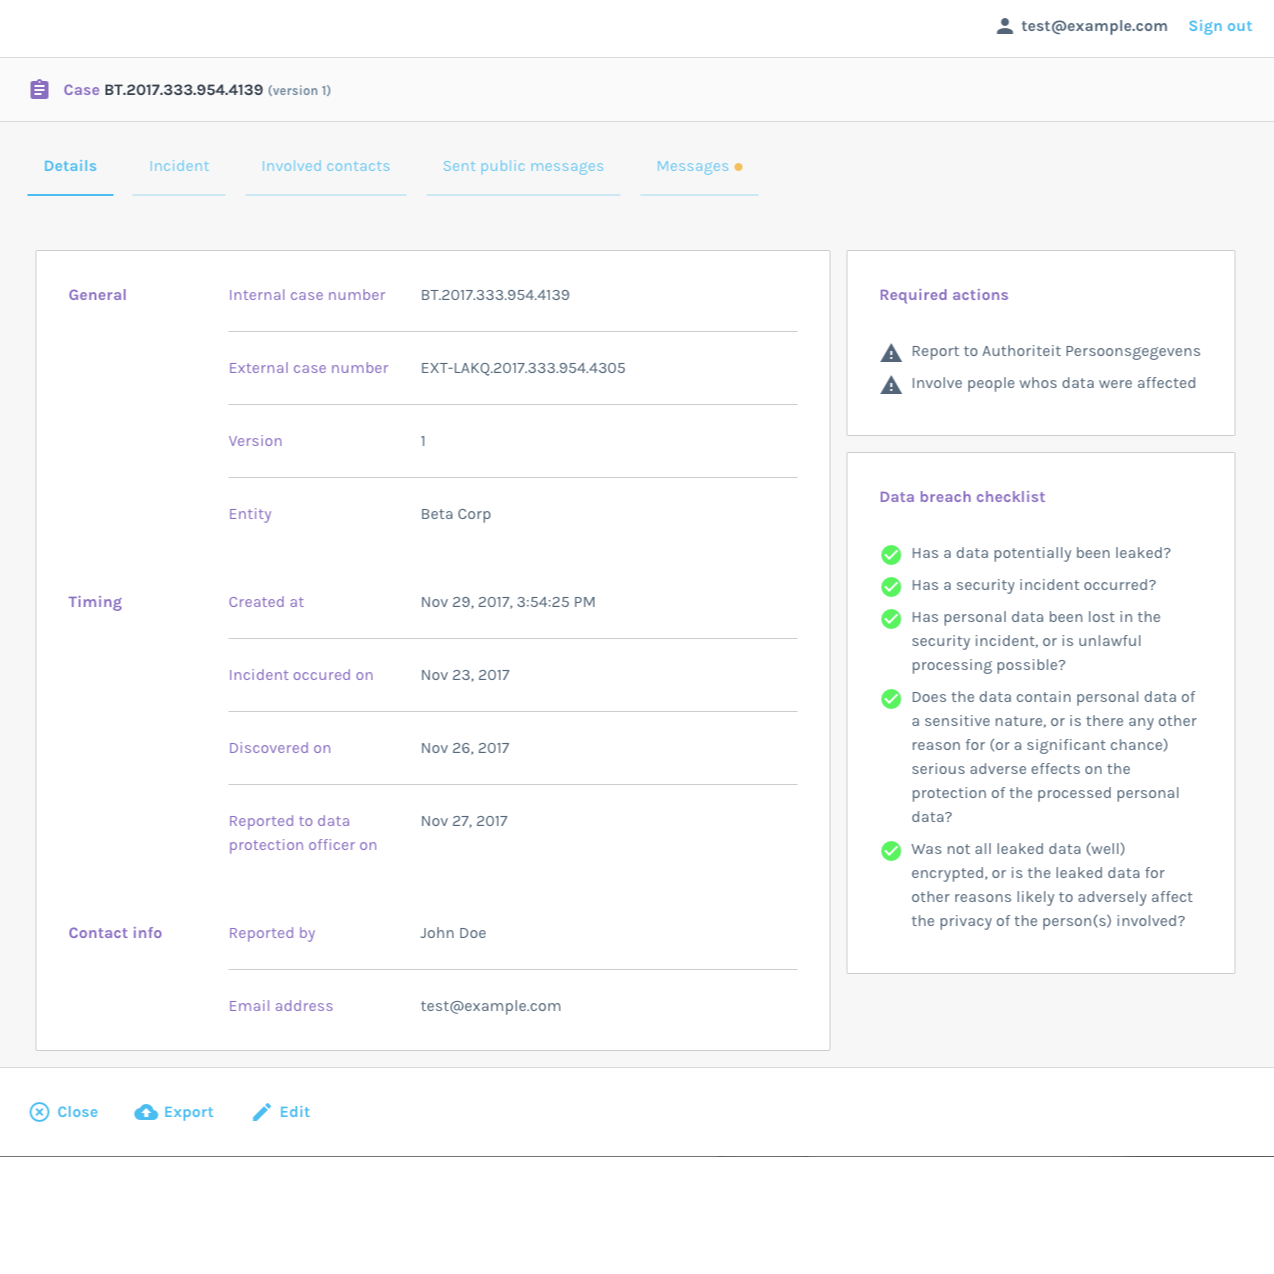 test@example.com Sign out
Case BT.2017.333.954.4139 (version 1)
Details Incident Involved contacts Sent public messages Messages
General
Internal case number BT.2017.333.954.4139
External case number EXT-LAKQ.2017.333.954.4305
Version 1
Entity Beta Corp
Timing
Created at Nov 29, 2017, 3:54:25 PM
Incident occured on Nov 23, 2017
Discovered on Nov 26, 2017
Reported to data Nov 27, 2017
protection officer on
Contact info
Reported by John Doe
Email address test@example.com
Required actions
Report to Authoriteit Persoonsgegevens
Involve people whos data were affected
Data breach checklist
Has a data potentially been leaked?
Has a security incident occurred?
Has personal data been lost in the
security incident, or is unlawful
processing possible?
Does the data contain personal data of
a sensitive nature, or is there any other
reason for (or a significant chance)
serious adverse effects on the
protection of the processed personal
data?
Was not all leaked data (well)
encrypted, or is the leaked data for
other reasons likely to adversely affect
the privacy of the person(s) involved?
Close Export Edit